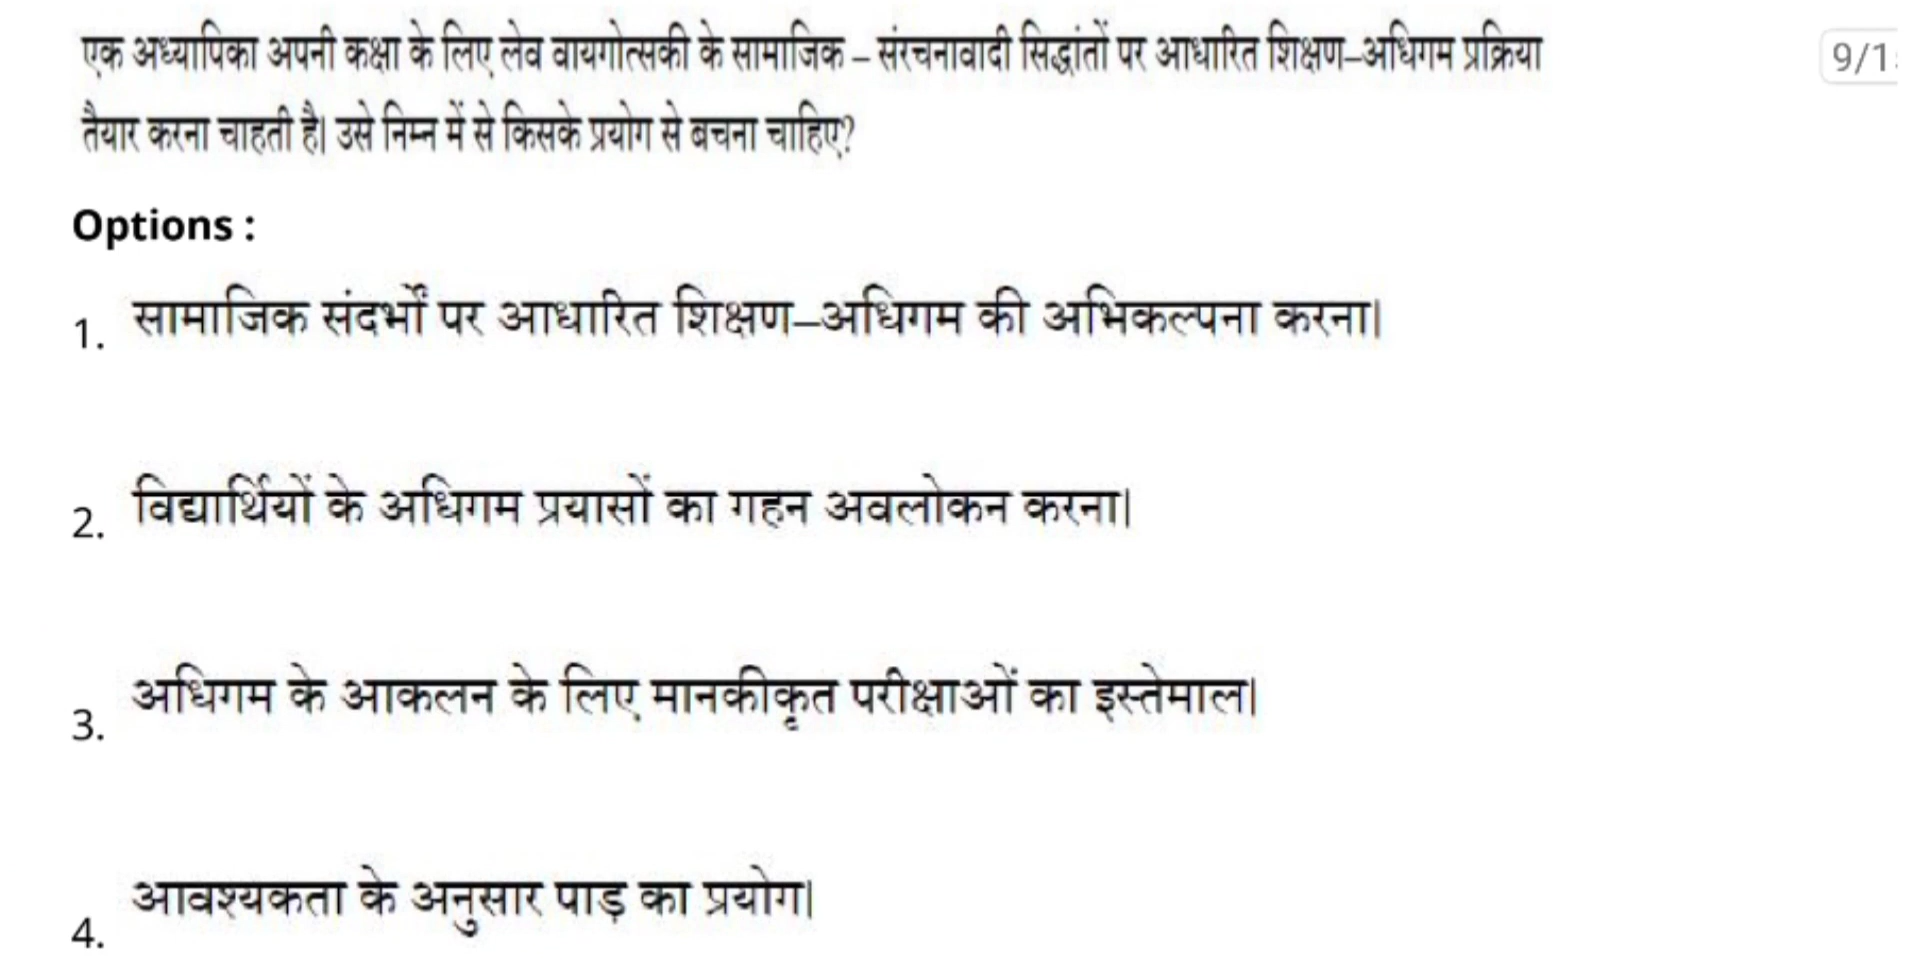 एक अध्यापिका अपनी कक्षा के लिए लेव वायगोत्सकी के सामाजिक – संरचनावादी सिद्धांतों पर आधारित शिक्षण–अधिगम प्रक्रिया
9/1
तैयार करना चाहती है| उसे निम्न में से किसके प्रयोग से बचना चाहिए?
Options :
1. सामाजिक संदर्भों पर आधारित शिक्षण–अधिगम की अभिकल्पना करना|
2. विद्यार्थियों के अधिगम प्रयासों का गहन अवलोकन करना|
3. अधिगम के आकलन के लिए मानकीकृत परीक्षाओं का इस्तेमाल|
4. आवश्यकता के अनुसार पाड़ का प्रयोग|